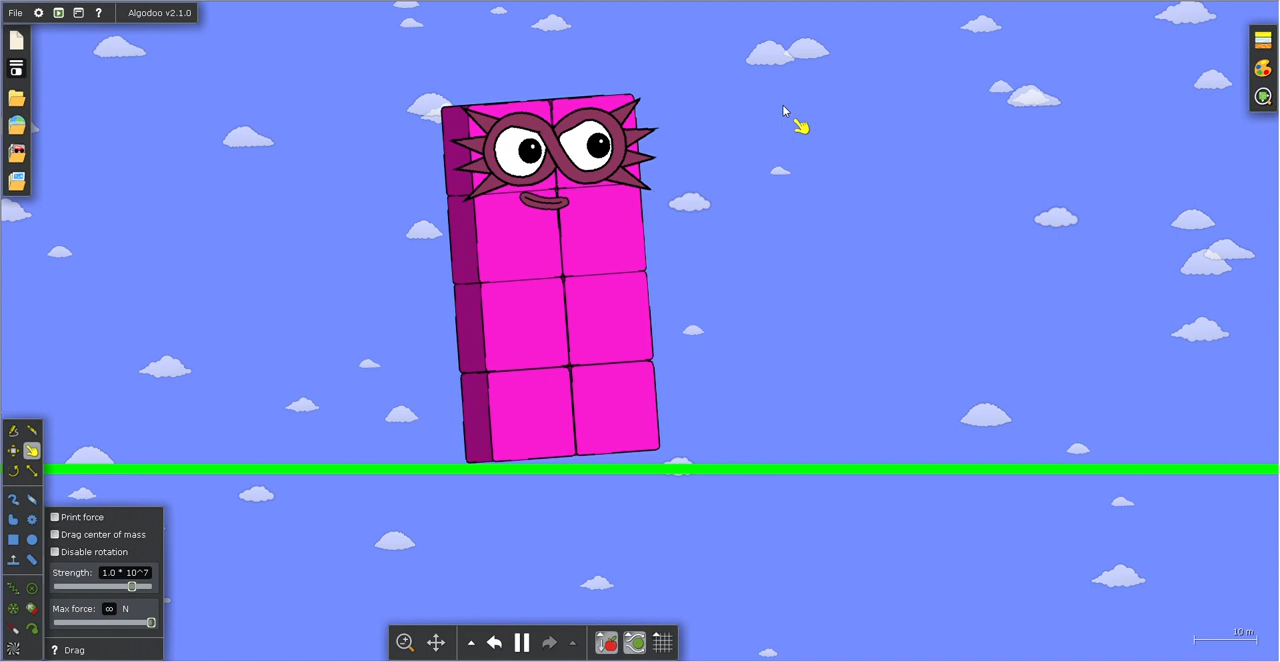 File ? Algodoo v2.1.0
Print force
Drag center of mass
Disable rotation
Strength: 1.0 * 10^7
Max force: ∞ N
? Drag
10 m